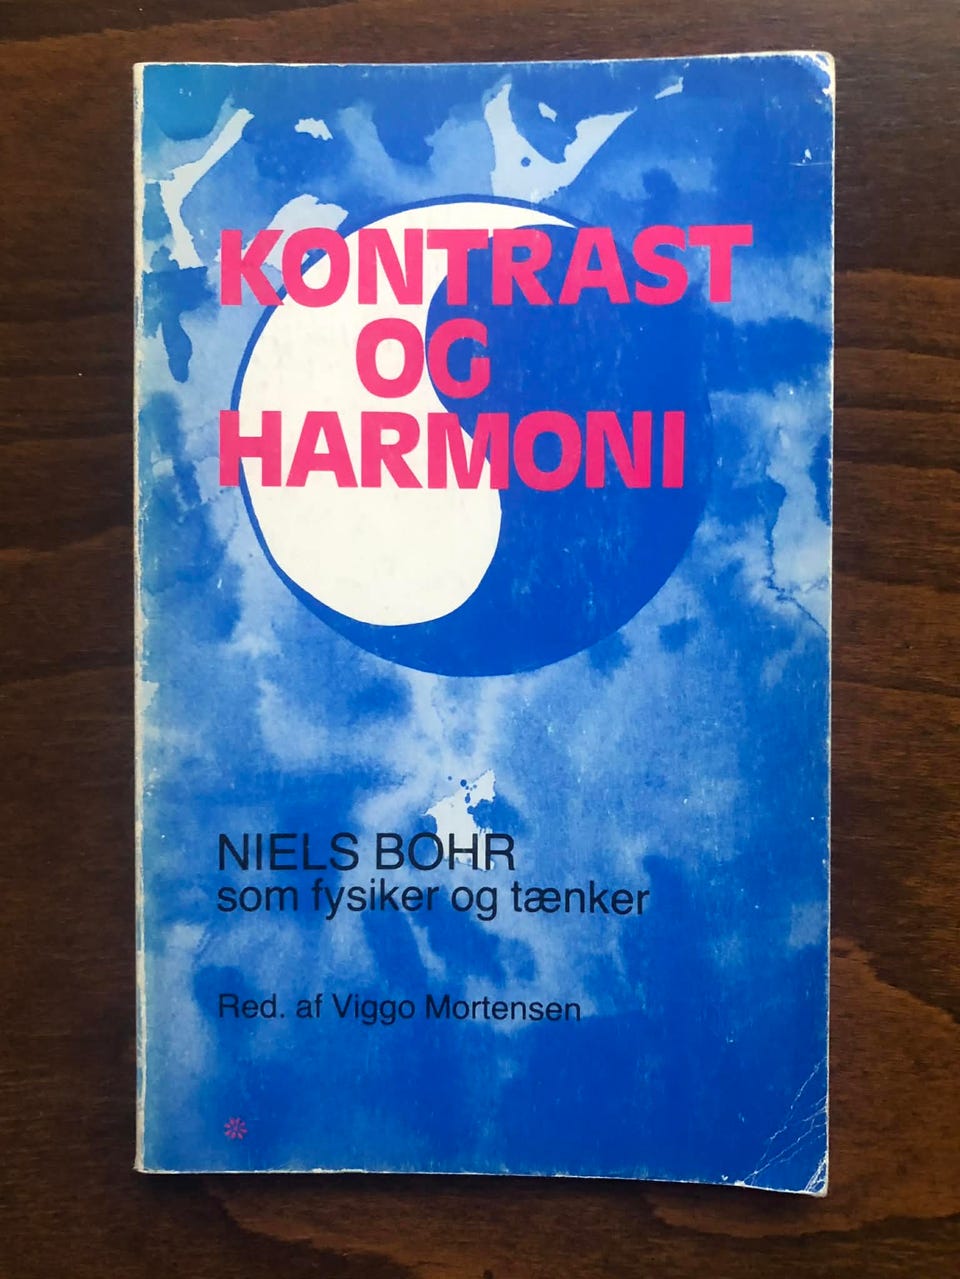 KONTRAST
OG
HARMONI
NIELS BOHR
som fysiker og tænker
Red. af Viggo Mortensen